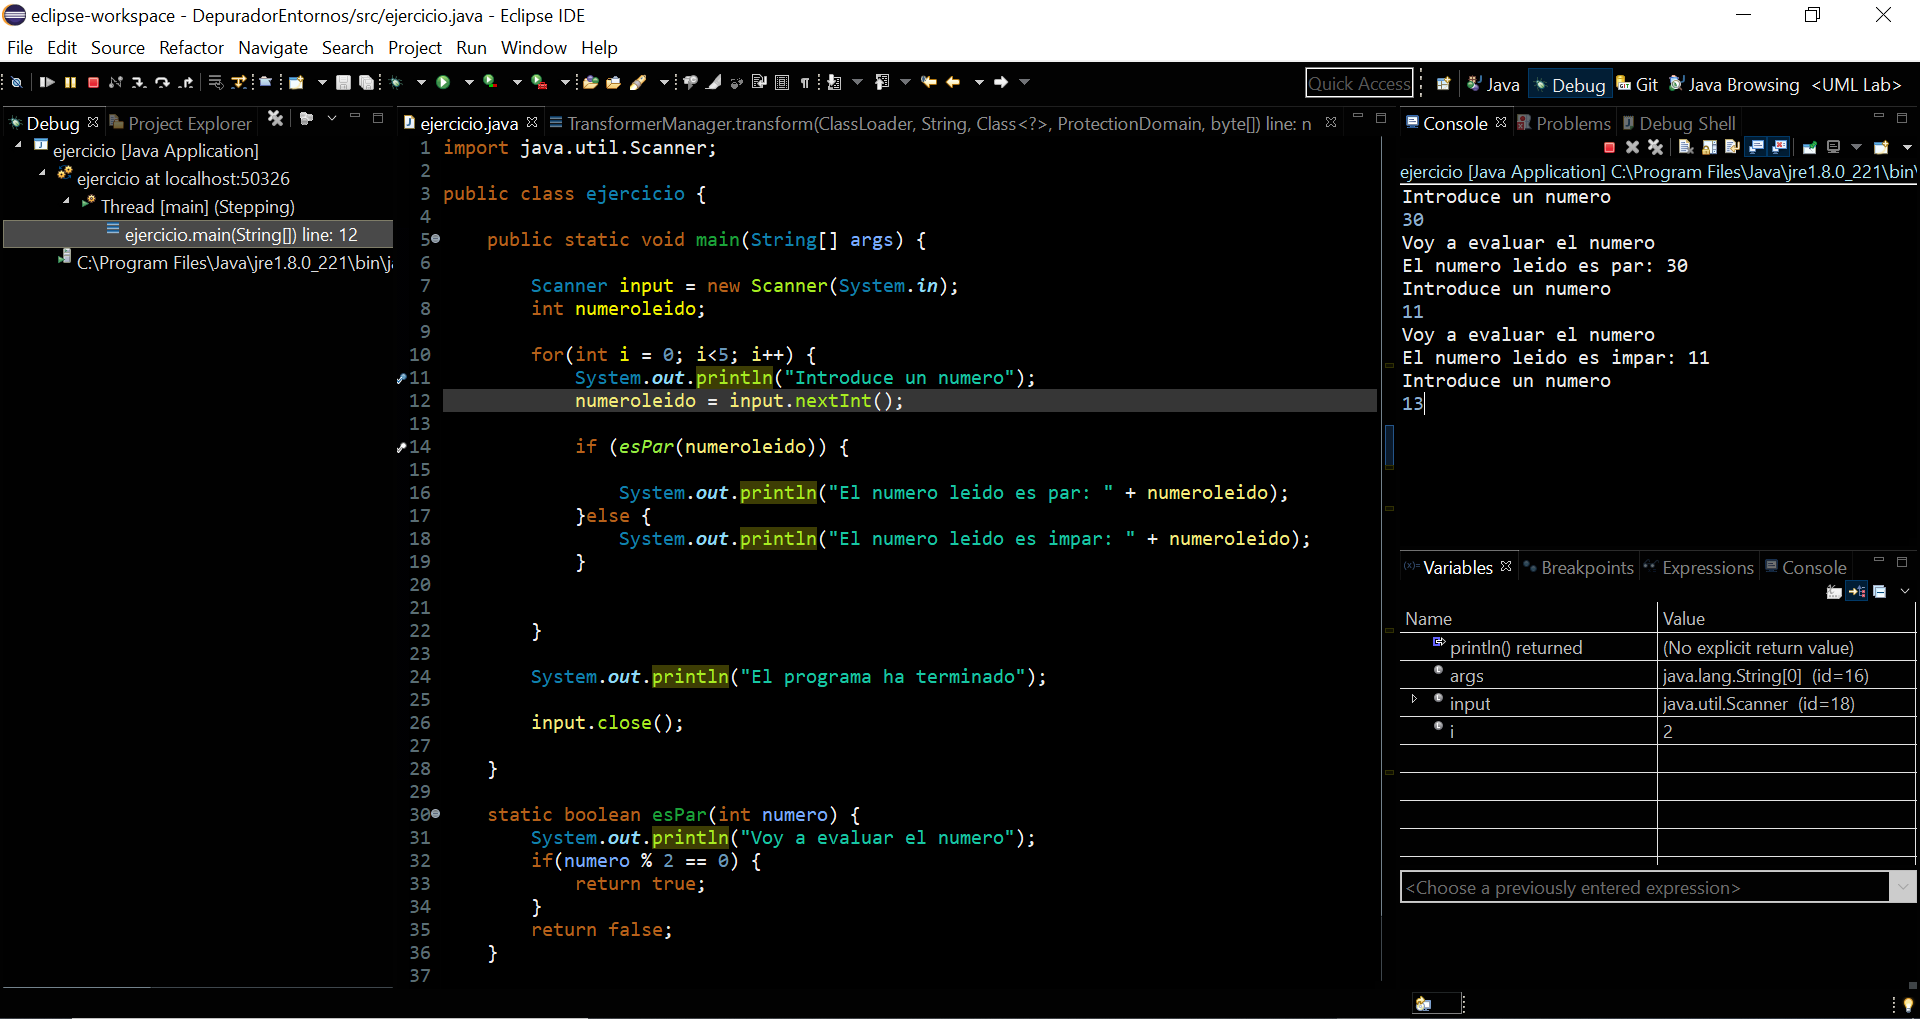 eclipse-workspace - DepuradorEntornos/src/ejercicio.java - Eclipse IDE
File Edit Source Refactor Navigate Search Project Run Window Help
Quick Access Java Debug Git Java Browsing <UML Lab>
Debug Project Explorer
ejercicio [Java Application]
ejercicio at localhost:50326
Thread [main] (Stepping)
ejercicio.main(String[]) line: 12
C:\Program Files\Java\jre1.8.0_221\bin\ja
ejercicio.java TransformerManager.transform(ClassLoader, String, Class<?>, ProtectionDomain, byte[]) line: n
1 import java.util.Scanner;
2
3 public class ejercicio {
4
5 public static void main(String[] args) {
6
7 Scanner input = new Scanner(System.in);
8 int numeroleido;
9
10 for(int i = 0; i<5; i++) {
11 System.out.println("Introduce un numero");
12 numeroleido = input.nextInt();
13
14 if (esPar(numeroleido)) {
15
16 System.out.println("El numero leido es par: " + numeroleido);
17 }else {
18 System.out.println("El numero leido es impar: " + numeroleido);
19 }
20
21
22 }
23
24 System.out.println("El programa ha terminado");
25
26 input.close();
27
28 }
29
30 static boolean esPar(int numero) {
31 System.out.println("Voy a evaluar el numero");
32 if(numero % 2 == 0) {
33 return true;
34 }
35 return false;
36 }
37
Console Problems Debug Shell
ejercicio [Java Application] C:\Program Files\Java\jre1.8.0_221\bin\
Introduce un numero
30
Voy a evaluar el numero
El numero leido es par: 30
Introduce un numero
11
Voy a evaluar el numero
El numero leido es impar: 11
Introduce un numero
13
Variables Breakpoints Expressions Console
Name Value
println() returned (No explicit return value)
args java.lang.String[0] (id=16)
input java.util.Scanner (id=18)
i 2
<Choose a previously entered expression>